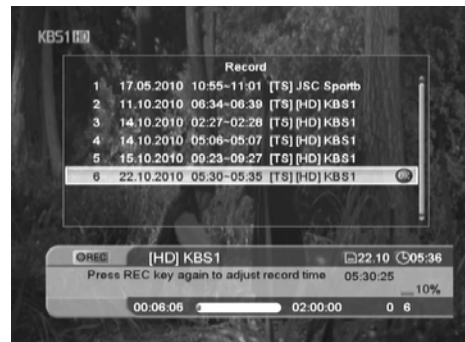 KBS1 HD
Record
1 17.05.2010 10:55~11:01 [TS] JSC Sportb
2 11.10.2010 06:34~06:39 [TS] [HD] KBS1
3 14.10.2010 02:27~02:28 [TS] [HD] KBS1
4 14.10.2010 05:06~05:07 [TS] [HD] KBS1
5 15.10.2010 09:23~09:27 [TS] [HD] KBS1
6 22.10.2010 05:30~05:35 [TS] [HD] KBS1 OK
REC [HD] KBS1 22.10 05:36
Press REC key again to adjust record time 05:30:25
10%
00:06:06 02:00:00 0 6